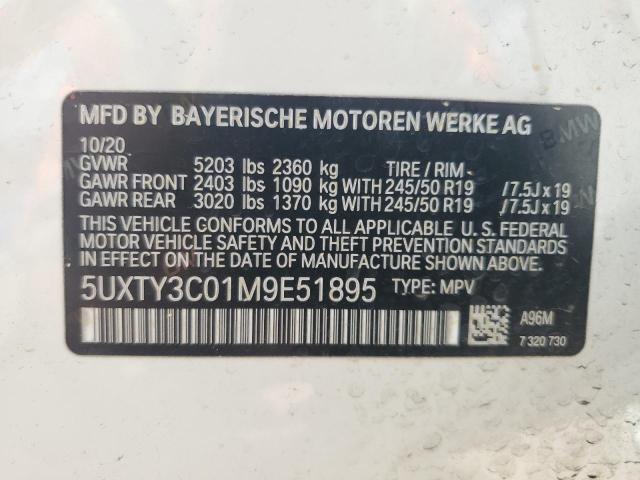 MFD BY BAYERISCHE MOTOREN WERKE AG
10/20
GVWR 5203 lbs 2360 kg TIRE / RIM
GAWR FRONT 2403 lbs 1090 kg WITH 245/50 R19 /7.5J x 19
GAWR REAR 3020 lbs 1370 kg WITH 245/50 R19 /7.5J x 19
THIS VEHICLE CONFORMS TO ALL APPLICABLE U. S. FEDERAL
MOTOR VEHICLE SAFETY AND THEFT PREVENTION STANDARDS
IN EFFECT ON THE DATE OF MANUFACTURE SHOWN ABOVE.
5UXTY3C01M9E51895 TYPE: MPV
A96M
7 320 730